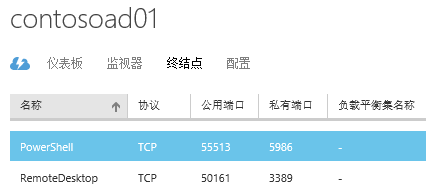 contosoad01
仪表板 监视器 终结点 配置
名称 协议 公用端口 私有端口 负载平衡集名称
PowerShell TCP 55513 5986 -
RemoteDesktop TCP 50161 3389 -